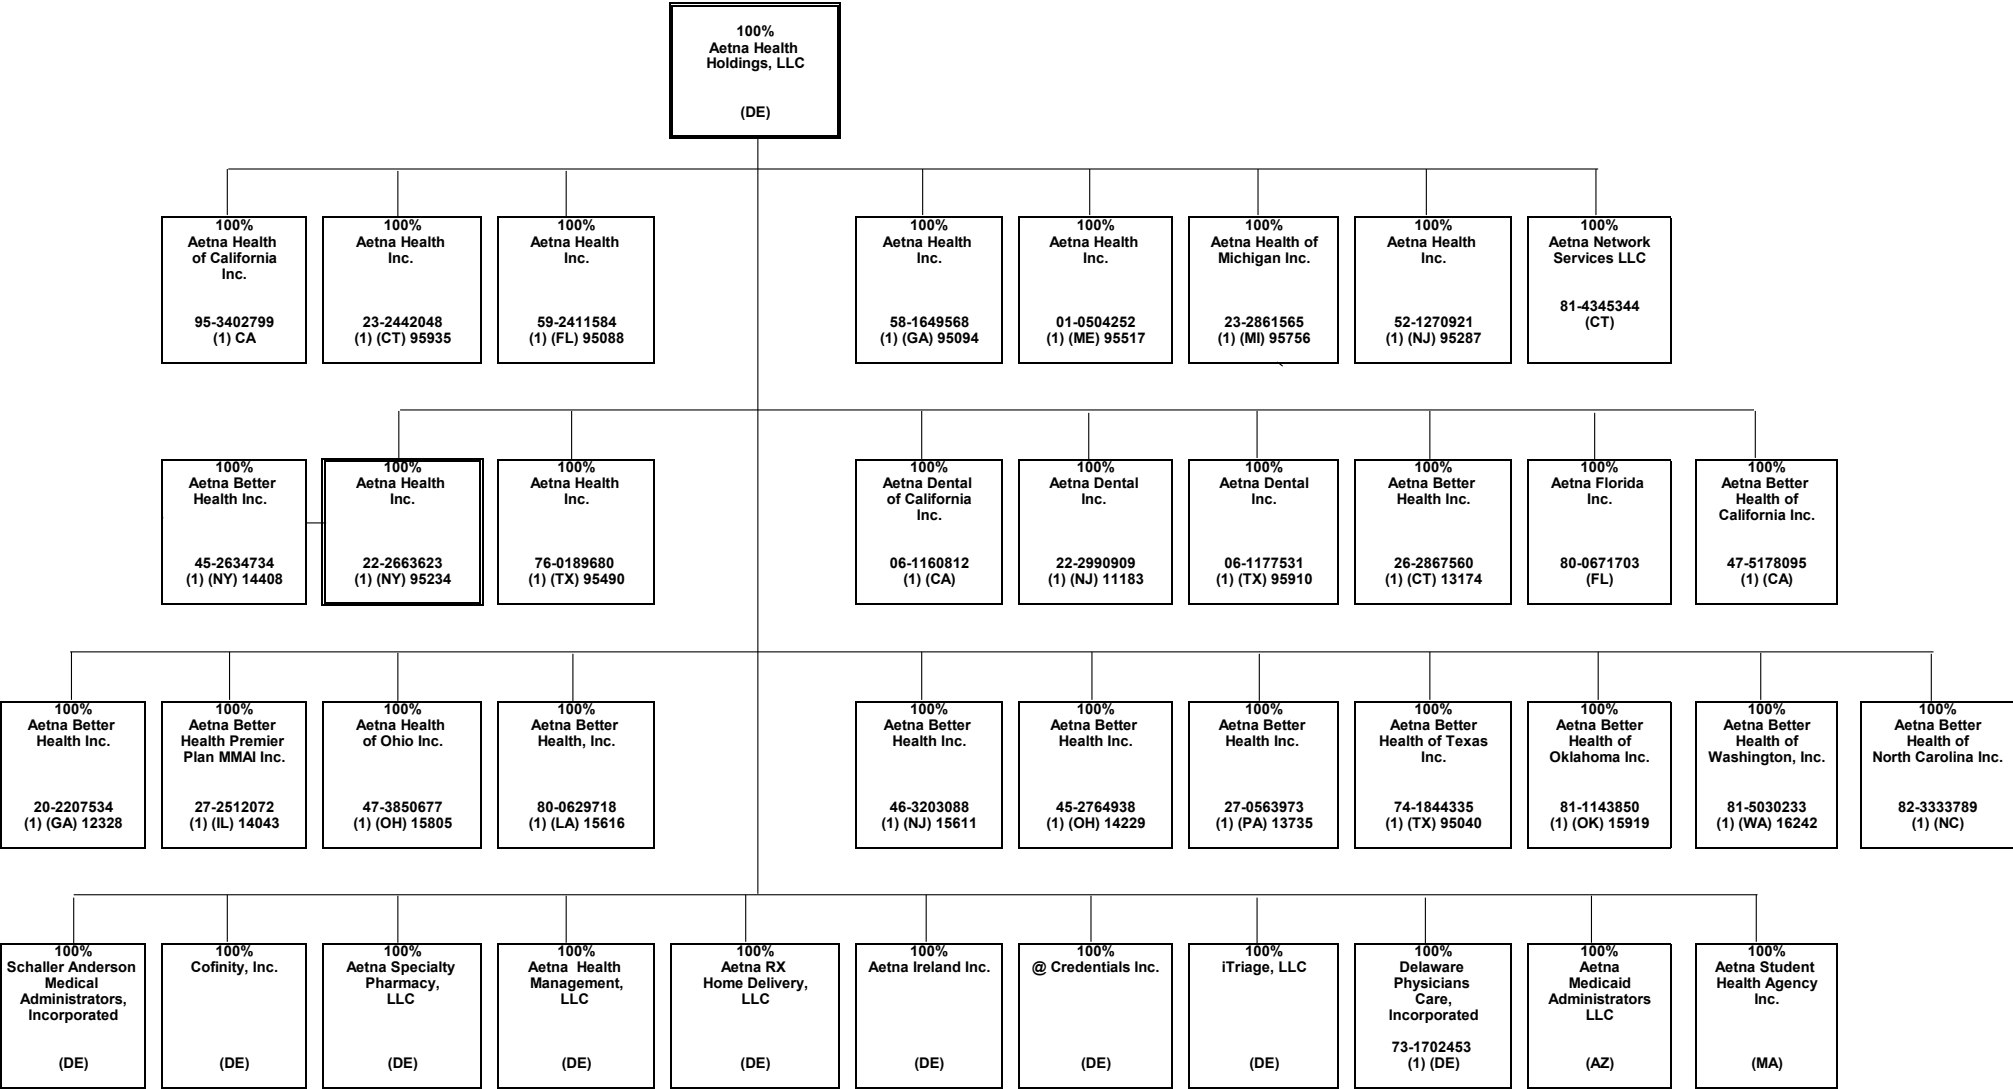 100%
Aetna Health
Holdings, LLC
(DE)
100%
Aetna Health
of California
Inc.
95-3402799
(1) CA
100%
Aetna Health
Inc.
23-2442048
(1) (CT) 95935
100%
Aetna Health
Inc.
59-2411584
(1) (FL) 95088
100%
Aetna Health
Inc.
58-1649568
(1) (GA) 95094
100%
Aetna Health
Inc.
01-0504252
(1) (ME) 95517
100%
Aetna Health of
Michigan Inc.
23-2861565
(1) (MI) 95756
100%
Aetna Health
Inc.
52-1270921
(1) (NJ) 95287
100%
Aetna Network
Services LLC
81-4345344
(CT)
100%
Aetna Better
Health Inc.
45-2634734
(1) (NY) 14408
100%
Aetna Health
Inc.
22-2663623
(1) (NY) 95234
100%
Aetna Health
Inc.
76-0189680
(1) (TX) 95490
100%
Aetna Dental
of California
Inc.
06-1160812
(1) (CA)
100%
Aetna Dental
Inc.
22-2990909
(1) (NJ) 11183
100%
Aetna Dental
Inc.
06-1177531
(1) (TX) 95910
100%
Aetna Better
Health Inc.
26-2867560
(1) (CT) 13174
100%
Aetna Florida
Inc.
80-0671703
(FL)
100%
Aetna Better
Health of
California Inc.
47-5178095
(1) (CA)
100%
Aetna Better
Health Inc.
20-2207534
(1) (GA) 12328
100%
Aetna Better
Health Premier
Plan MMAI Inc.
27-2512072
(1) (IL) 14043
100%
Aetna Health
of Ohio Inc.
47-3850677
(1) (OH) 15805
100%
Aetna Better
Health, Inc.
80-0629718
(1) (LA) 15616
100%
Aetna Better
Health Inc.
46-3203088
(1) (NJ) 15611
100%
Aetna Better
Health Inc.
45-2764938
(1) (OH) 14229
100%
Aetna Better
Health Inc.
27-0563973
(1) (PA) 13735
100%
Aetna Better
Health of Texas
Inc.
74-1844335
(1) (TX) 95040
100%
Aetna Better
Health of
Oklahoma Inc.
81-1143850
(1) (OK) 15919
100%
Aetna Better
Health of
Washington, Inc.
81-5030233
(1) (WA) 16242
100%
Aetna Better
Health of
North Carolina Inc.
82-3333789
(1) (NC)
100%
Schaller Anderson
Medical
Administrators,
Incorporated
(DE)
100%
Cofinity, Inc.
(DE)
100%
Aetna Specialty
Pharmacy,
LLC
(DE)
100%
Aetna Health
Management,
LLC
(DE)
100%
Aetna RX
Home Delivery,
LLC
(DE)
100%
Aetna Ireland Inc.
(DE)
100%
@ Credentials Inc.
(DE)
100%
iTriage, LLC
(DE)
100%
Delaware
Physicians
Care,
Incorporated
73-1702453
(1) (DE)
100%
Aetna
Medicaid
Administrators
LLC
(AZ)
100%
Aetna Student
Health Agency
Inc.
(MA)